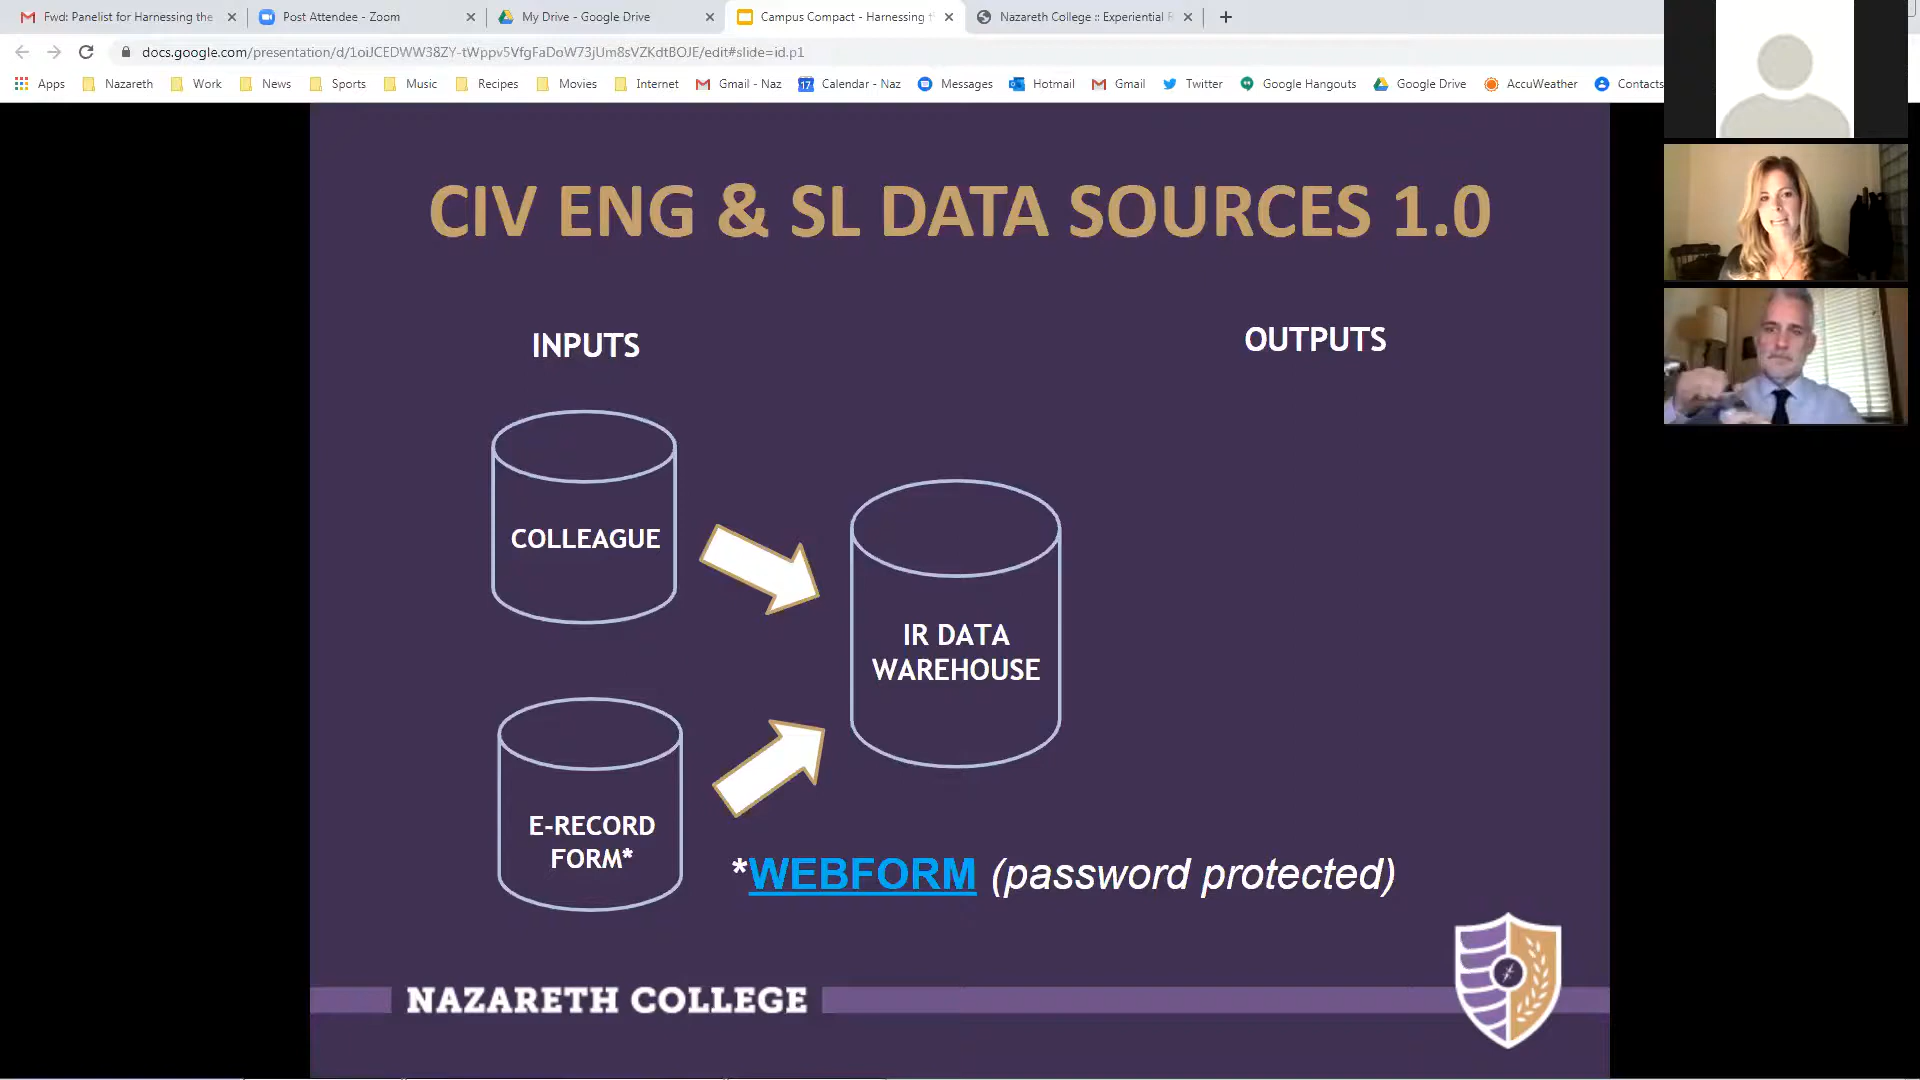 Fwd: Panelist for Harnessing the
Post Attendee - Zoom
My Drive - Google Drive
Campus Compact - Harnessing
Nazareth College :: Experiential
docs.google.com/presentation/d/1oiJCEDWW38ZY-tWppv5VfgFaDoW73jUm8sVZKdtBOJE/edit#slide=id.p1
Apps Nazareth Work News Sports Music Recipes Movies Internet Gmail - Naz 17 Calendar - Naz Messages Hotmail Gmail Twitter Google Hangouts Google Drive AccuWeather Contacts
CIV ENG & SL DATA SOURCES 1.0
INPUTS
OUTPUTS
COLLEAGUE
IR DATA
WAREHOUSE
E-RECORD
FORM*
*WEBFORM (password protected)
NAZARETH COLLEGE